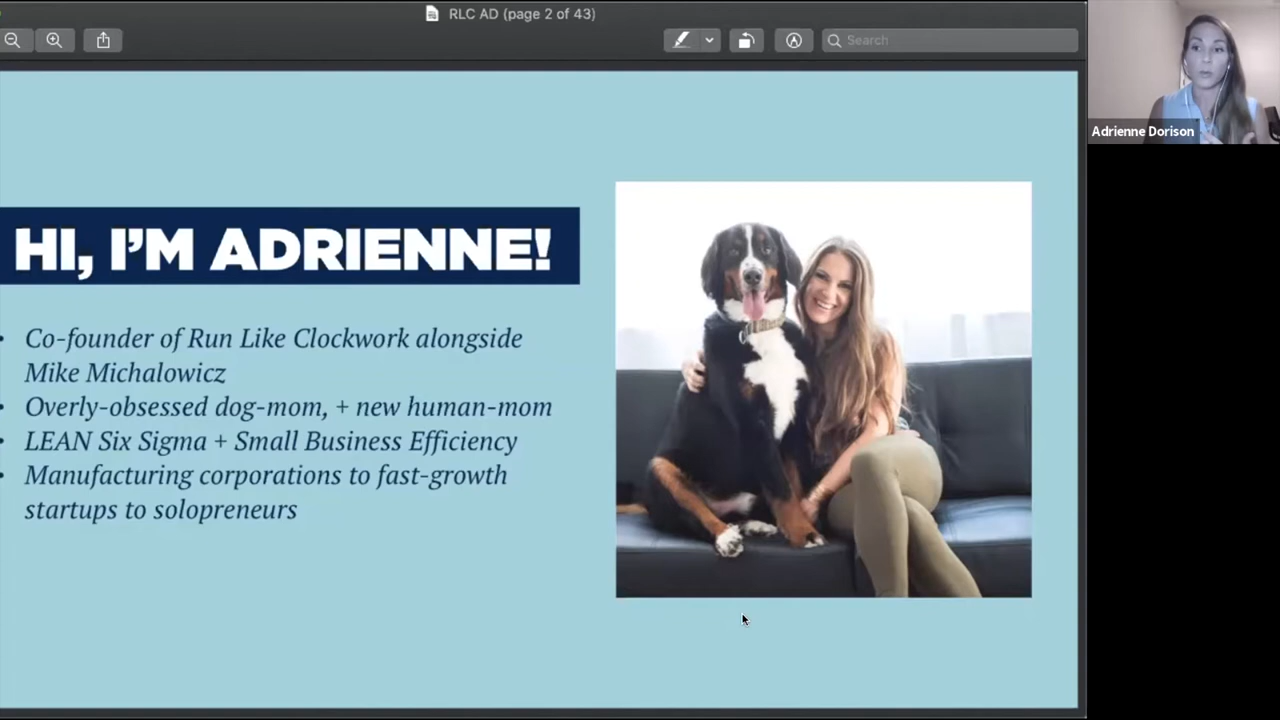 RLC AD (page 2 of 43)
Search
Adrienne Dorison
HI, I'M ADRIENNE!
• Co-founder of Run Like Clockwork alongside
Mike Michalowicz
• Overly-obsessed dog-mom, + new human-mom
• LEAN Six Sigma + Small Business Efficiency
• Manufacturing corporations to fast-growth
startups to solopreneurs